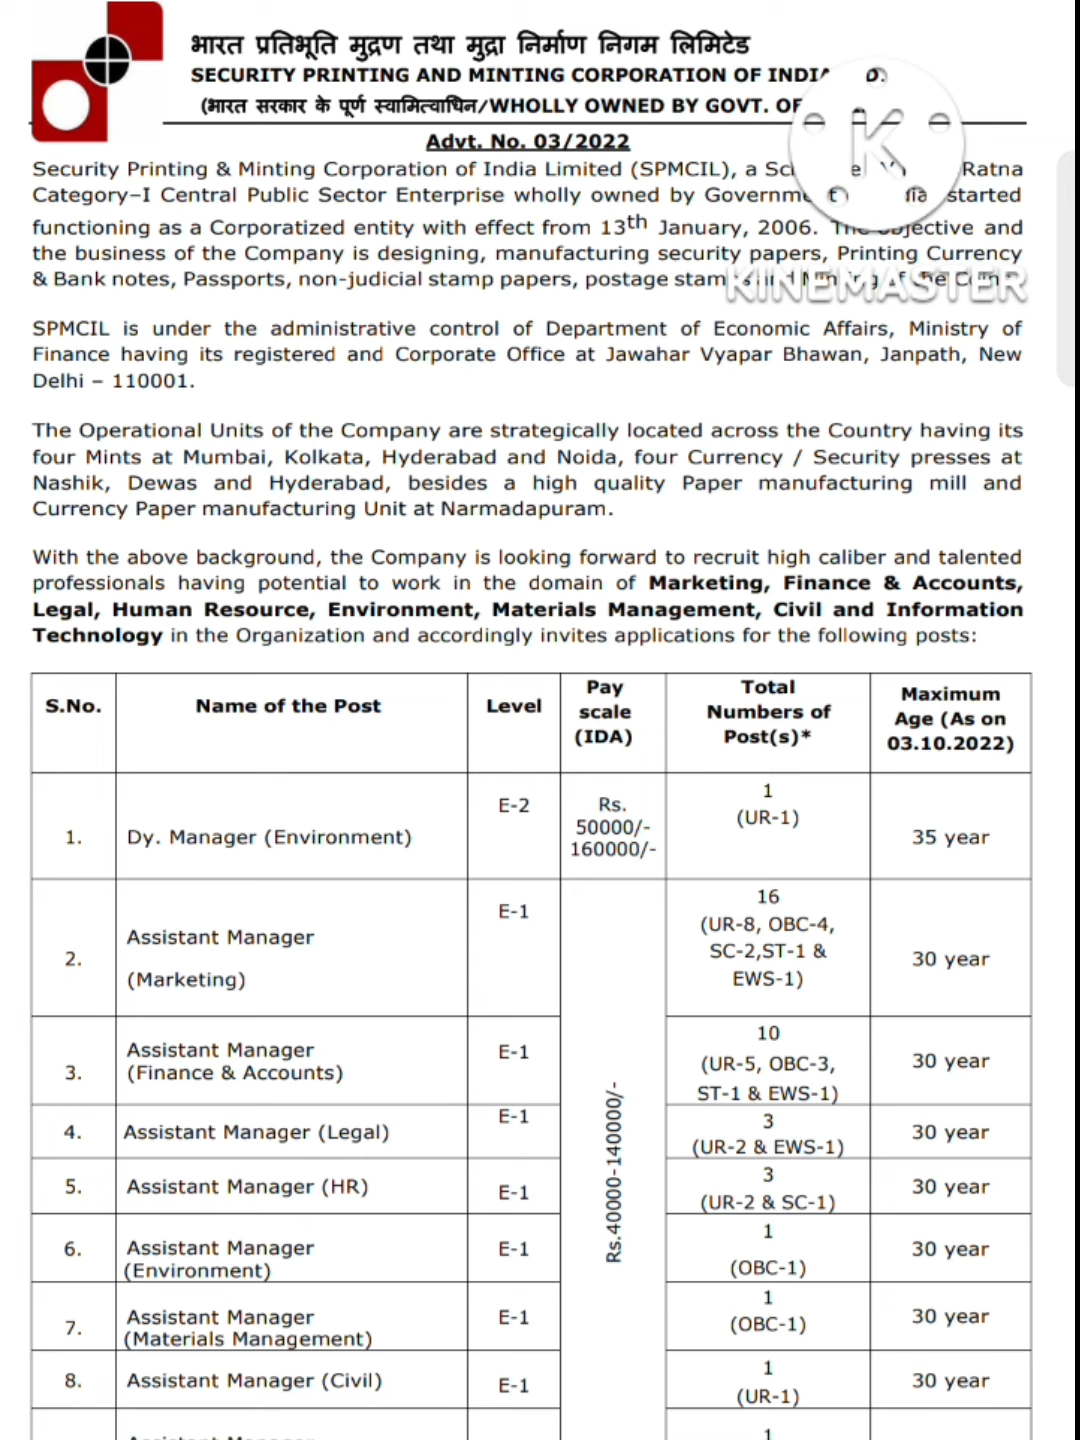 भारत प्रतिभूति मुद्रण तथा मुद्रा निर्माण निगम लिमिटेड
SECURITY PRINTING AND MINTING CORPORATION OF INDIA D.
(भारत सरकार के पूर्ण स्वामित्वाधिन/WHOLLY OWNED BY GOVT. OF
K
Advt. No. 03/2022
Security Printing & Minting Corporation of India Limited (SPMCIL), a Ratna
Category–I Central Public Sector Enterprise wholly owned by started
functioning as a Corporatized entity with effect from 13th January, 2006. The objective and
the business of the Company is designing, manufacturing security papers, Printing Currency
& Bank notes, Passports, non-judicial stamp papers, postage
KINEMASTER
SPMCIL is under the administrative control of Department of Economic Affairs, Ministry of
Finance having its registered and Corporate Office at Jawahar Vyapar Bhawan, Janpath, New
Delhi – 110001.
The Operational Units of the Company are strategically located across the Country having its
four Mints at Mumbai, Kolkata, Hyderabad and Noida, four Currency / Security presses at
Nashik, Dewas and Hyderabad, besides a high quality Paper manufacturing mill and
Currency Paper manufacturing Unit at Narmadapuram.
With the above background, the Company is looking forward to recruit high caliber and talented
professionals having potential to work in the domain of Marketing, Finance & Accounts,
Legal, Human Resource, Environment, Materials Management, Civil and Information
Technology in the Organization and accordingly invites applications for the following posts:
S.No. Name of the Post Level Pay scale (IDA) Total Numbers of Post(s)* Maximum Age (As on 03.10.2022)
1. Dy. Manager (Environment) E-2 Rs. 50000/- 160000/- 1 (UR-1) 35 year
2. Assistant Manager (Marketing) E-1 Rs.40000-140000/- 16 (UR-8, OBC-4, SC-2,ST-1 & EWS-1) 30 year
3. Assistant Manager (Finance & Accounts) E-1 10 (UR-5, OBC-3, ST-1 & EWS-1) 30 year
4. Assistant Manager (Legal) E-1 3 (UR-2 & EWS-1) 30 year
5. Assistant Manager (HR) E-1 3 (UR-2 & SC-1) 30 year
6. Assistant Manager (Environment) E-1 1 (OBC-1) 30 year
7. Assistant Manager (Materials Management) E-1 1 (OBC-1) 30 year
8. Assistant Manager (Civil) E-1 1 (UR-1) 30 year
1